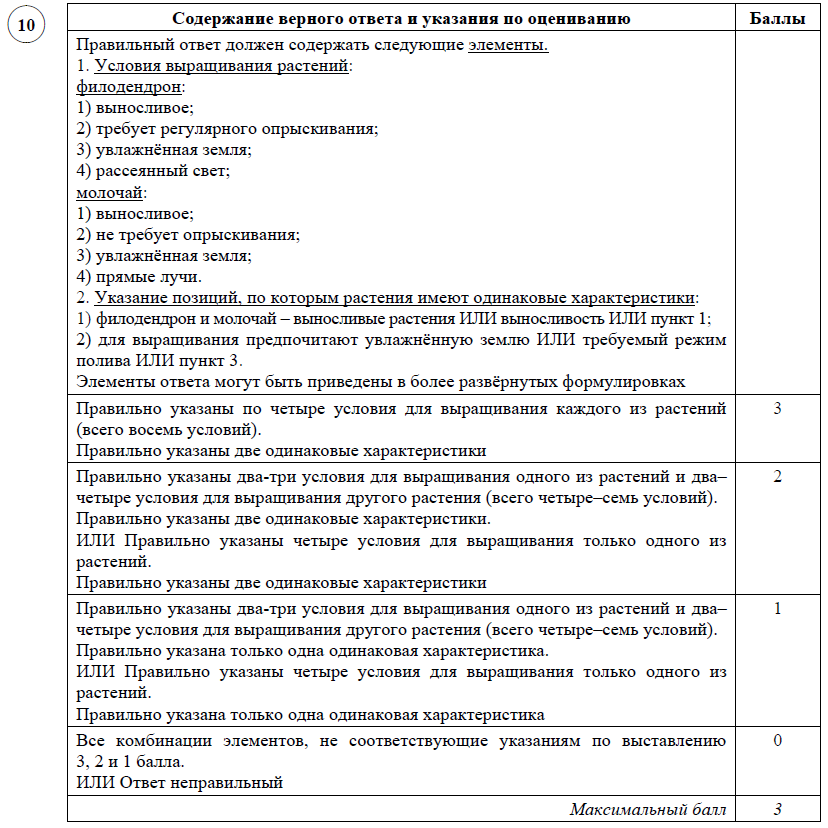 10
Содержание верного ответа и указания по оцениванию
Баллы
Правильный ответ должен содержать следующие элементы.
1. Условия выращивания растений:
филодендрон:
1) выносливое;
2) требует регулярного опрыскивания;
3) увлажнённая земля;
4) рассеянный свет;
молочай:
1) выносливое;
2) не требует опрыскивания;
3) увлажнённая земля;
4) прямые лучи.
2. Указание позиций, по которым растения имеют одинаковые характеристики:
1) филодендрон и молочай – выносливые растения ИЛИ выносливость ИЛИ пункт 1;
2) для выращивания предпочитают увлажнённую землю ИЛИ требуемый режим
полива ИЛИ пункт 3.
Элементы ответа могут быть приведены в более развёрнутых формулировках
Правильно указаны по четыре условия для выращивания каждого из растений
(всего восемь условий).
Правильно указаны две одинаковые характеристики
3
Правильно указаны два-три условия для выращивания одного из растений и два–
четыре условия для выращивания другого растения (всего четыре–семь условий).
Правильно указаны две одинаковые характеристики.
ИЛИ Правильно указаны четыре условия для выращивания только одного из
растений.
Правильно указаны две одинаковые характеристики
2
Правильно указаны два-три условия для выращивания одного из растений и два–
четыре условия для выращивания другого растения (всего четыре–семь условий).
Правильно указана только одна одинаковая характеристика.
ИЛИ Правильно указаны четыре условия для выращивания только одного из
растений.
Правильно указана только одна одинаковая характеристика
1
Все комбинации элементов, не соответствующие указаниям по выставлению
3, 2 и 1 балла.
ИЛИ Ответ неправильный
0
Максимальный балл
3